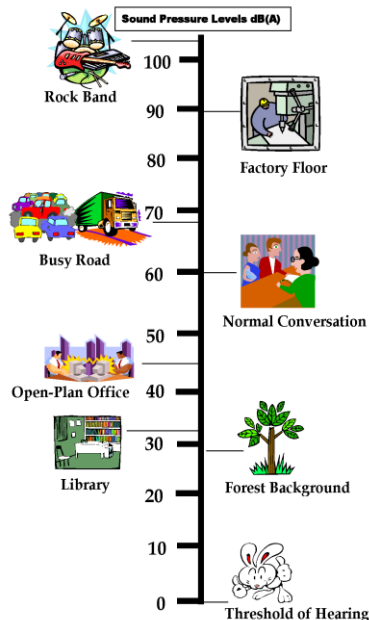 Sound Pressure Levels dB(A)
100
Rock Band
90
Factory Floor
80
70
Busy Road
60
Normal Conversation
50
Open-Plan Office
40
30
Library
Forest Background
20
10
0
Threshold of Hearing